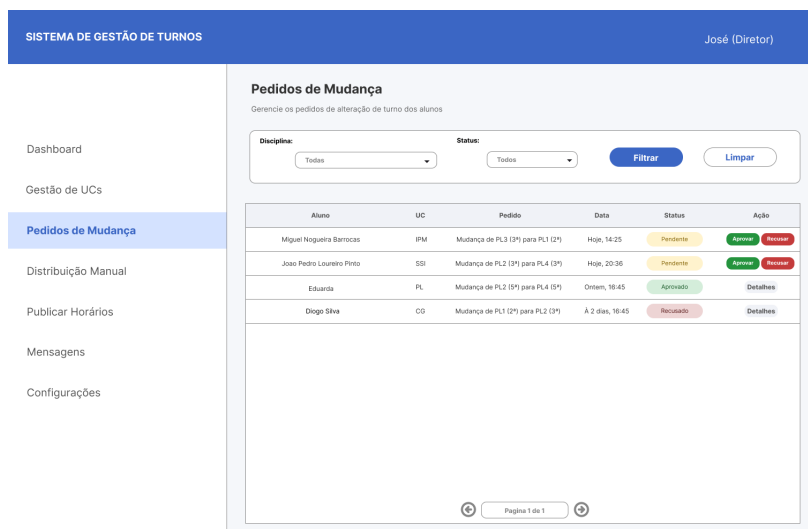 SISTEMA DE GESTÃO DE TURNOS
José (Diretor)
Dashboard
Gestão de UCs
Pedidos de Mudança
Distribuição Manual
Publicar Horários
Mensagens
Configurações
Pedidos de Mudança
Gerencie os pedidos de alteração de turno dos alunos
Disciplina: Status:
Todas Todos Filtrar Limpar
Aluno UC Pedido Data Status Ação
Miguel Nogueira Barrocas IPM Mudança de PL3 (3ª) para PL1 (2ª) Hoje, 14:25 Pendente Aprovar Recusar
Joao Pedro Loureiro Pinto SSI Mudança de PL2 (3ª) para PL4 (3ª) Hoje, 20:36 Pendente Aprovar Recusar
Eduarda PL Mudança de PL2 (5ª) para PL4 (5ª) Ontem, 16:45 Aprovado Detalhes
Diogo Silva CG Mudança de PL1 (2ª) para PL2 (3ª) À 2 dias, 16:45 Recusado Detalhes
Pagina 1 de 1